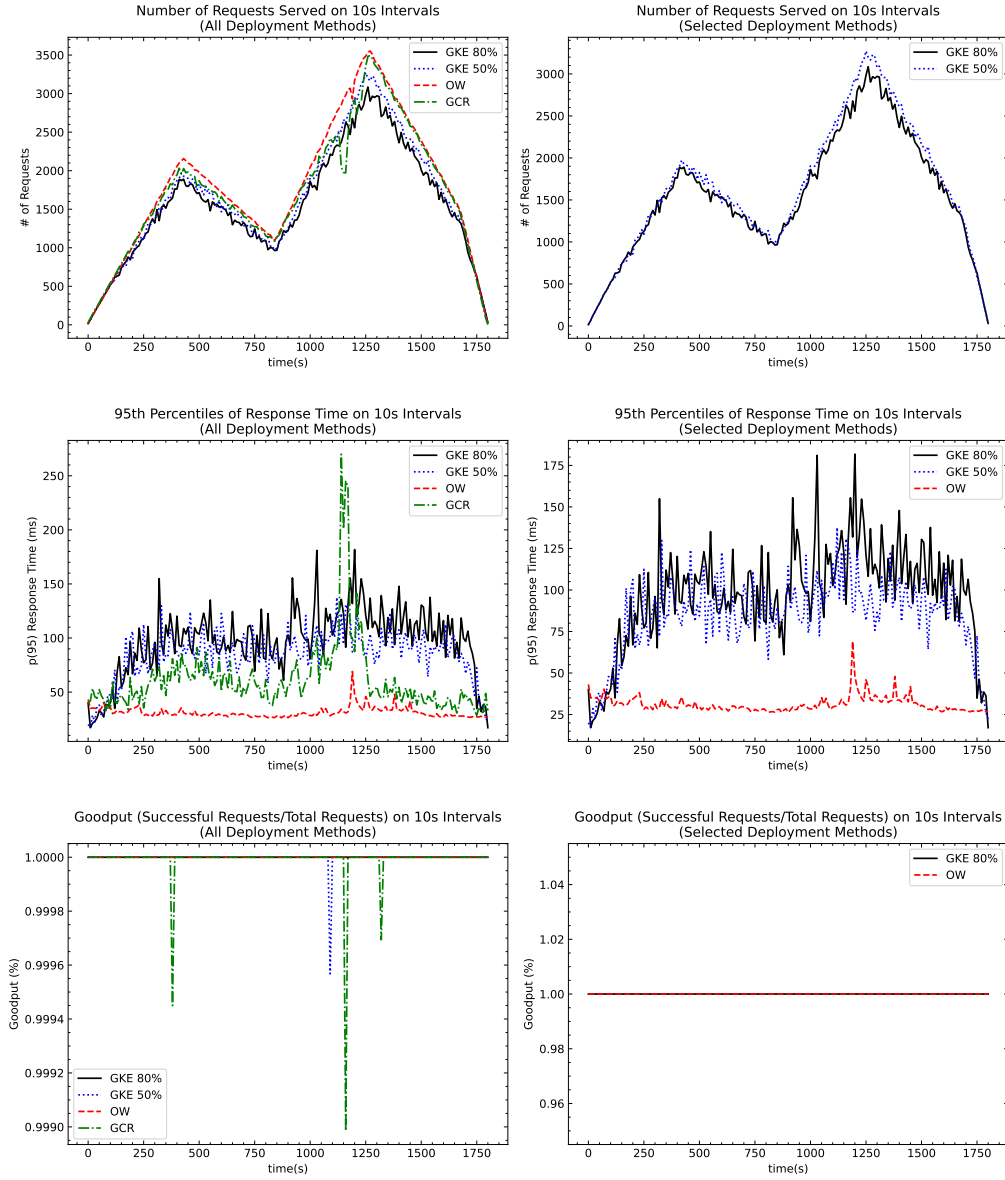 Number of Requests Served on 10s Intervals
(All Deployment Methods)
# of Requests
3500
3000
2500
2000
1500
1000
500
0
GKE 80%
GKE 50%
OW
GCR
0 250 500 750 1000 1250 1500 1750
time(s)
Number of Requests Served on 10s Intervals
(Selected Deployment Methods)
# of Requests
3000
2500
2000
1500
1000
500
0
GKE 80%
GKE 50%
0 250 500 750 1000 1250 1500 1750
time(s)
95th Percentiles of Response Time on 10s Intervals
(All Deployment Methods)
p(95) Response Time (ms)
250
200
150
100
50
GKE 80%
GKE 50%
OW
GCR
0 250 500 750 1000 1250 1500 1750
time(s)
95th Percentiles of Response Time on 10s Intervals
(Selected Deployment Methods)
p(95) Response Time (ms)
175
150
125
100
75
50
25
GKE 80%
GKE 50%
OW
0 250 500 750 1000 1250 1500 1750
time(s)
Goodput (Successful Requests/Total Requests) on 10s Intervals
(All Deployment Methods)
Goodput (%)
1.0000
0.9998
0.9996
0.9994
0.9992
0.9990
GKE 80%
GKE 50%
OW
GCR
0 250 500 750 1000 1250 1500 1750
time(s)
Goodput (Successful Requests/Total Requests) on 10s Intervals
(Selected Deployment Methods)
Goodput (%)
1.04
1.02
1.00
0.98
0.96
GKE 80%
OW
0 250 500 750 1000 1250 1500 1750
time(s)